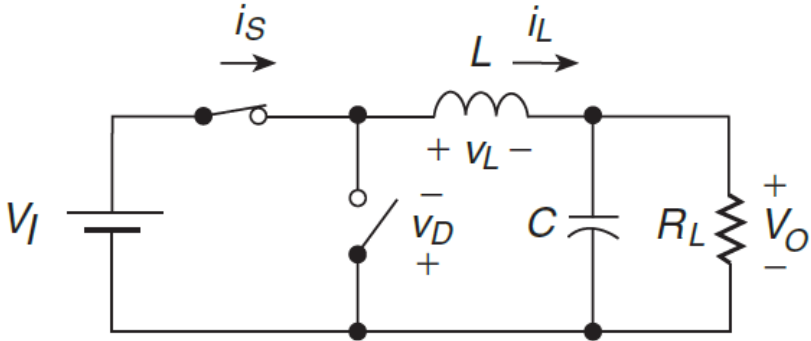 i_S
i_L
L
+ v_L −
V_I
−
v_D
+
C
R_L
+
V_O
−